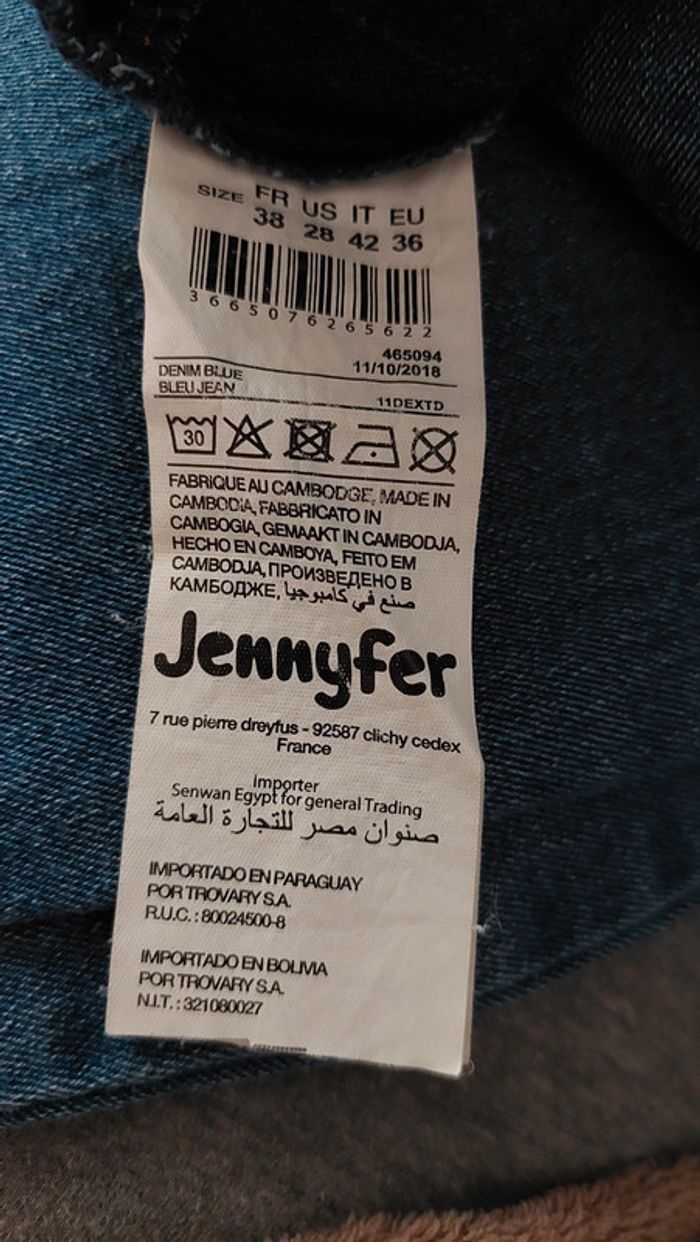 SIZE FR US IT EU
38 28 42 36
3665076265622
465094
DENIM BLUE 11/10/2018
BLEU JEAN
11DEXTD
30
FABRIQUE AU CAMBODGE, MADE IN
CAMBODIA, FABBRICATO IN
CAMBOGIA, GEMAAKT IN CAMBODJA,
HECHO EN CAMBOYA, FEITO EM
CAMBODJA, ПРОИЗВЕДЕНО В
КАМБОДЖЕ, صنع في كامبوجيا
Jennyfer
7 rue pierre dreyfus - 92587 clichy cedex
France
Importer
Senwan Egypt for general Trading
صنوان مصر للتجارة العامة
IMPORTADO EN PARAGUAY
POR TROVARY S.A.
R.U.C. : 80024500-8
IMPORTADO EN BOLIVIA
POR TROVARY S.A.
N.I.T. : 321080027